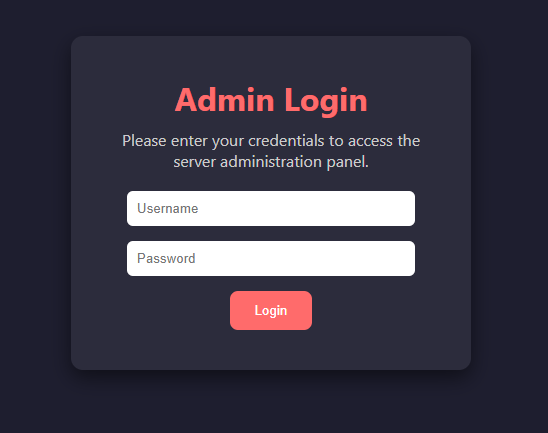 Admin Login
Please enter your credentials to access the
server administration panel.
Username
Password
Login